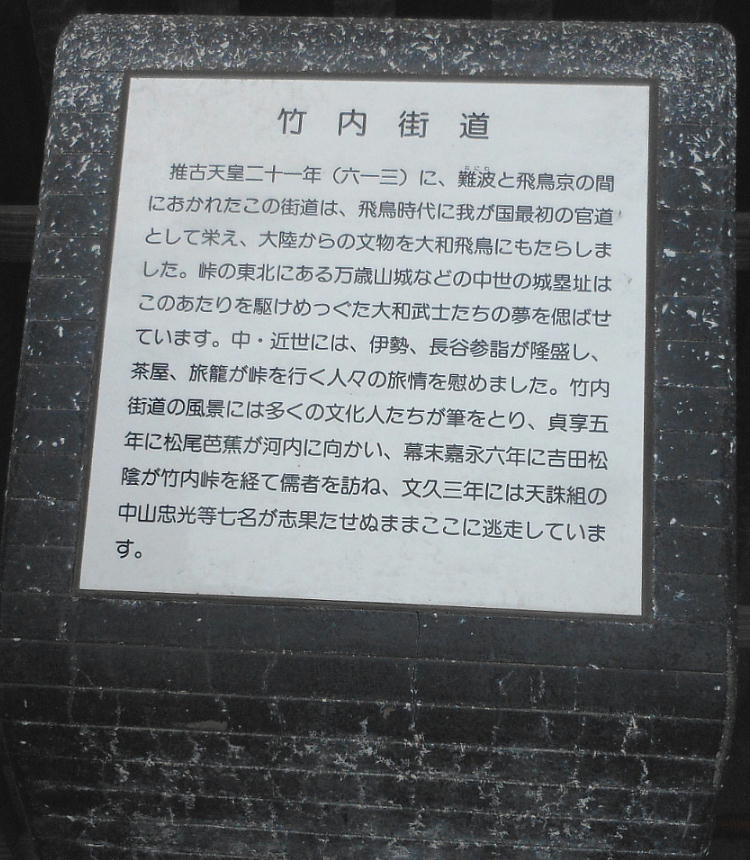 竹内街道
推古天皇二十一年（六一三）に、難波と飛鳥京の間
におかれたこの街道は、飛鳥時代に我が国最初の官道
として栄え、大陸からの文物を大和飛鳥にもたらしま
した。峠の東北にある万歳山城などの中世の城塁址は
このあたりを駆けめっぐた大和武士たちの夢を偲ばせ
ています。中・近世には、伊勢、長谷参詣が隆盛し、
茶屋、旅籠が峠を行く人々の旅情を慰めました。竹内
街道の風景には多くの文化人たちが筆をとり、貞享五
年に松尾芭蕉が河内に向かい、幕末嘉永六年に吉田松
陰が竹内峠を経て儒者を訪ね、文久三年には天誅組の
中山忠光等七名が志果たせぬままここに逃走していま
す。